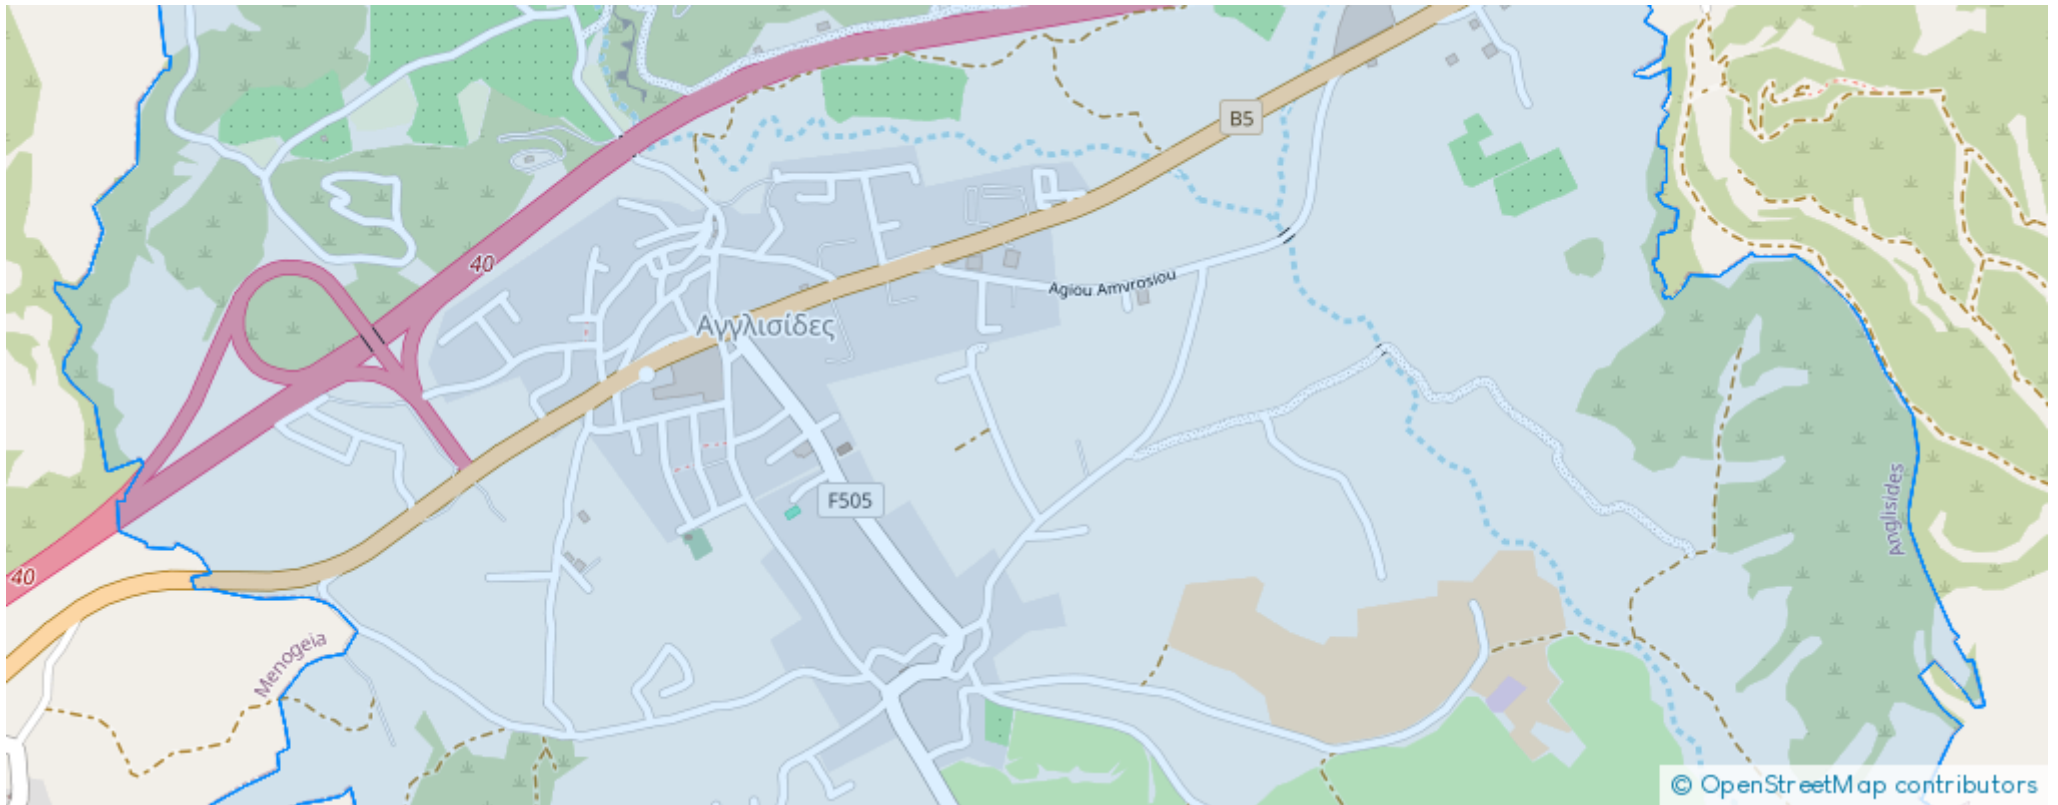 B5
40
Agiou Amvrosiou
Αγγλισίδες
F505
Anglisides
40
Menogeia
© OpenStreetMap contributors